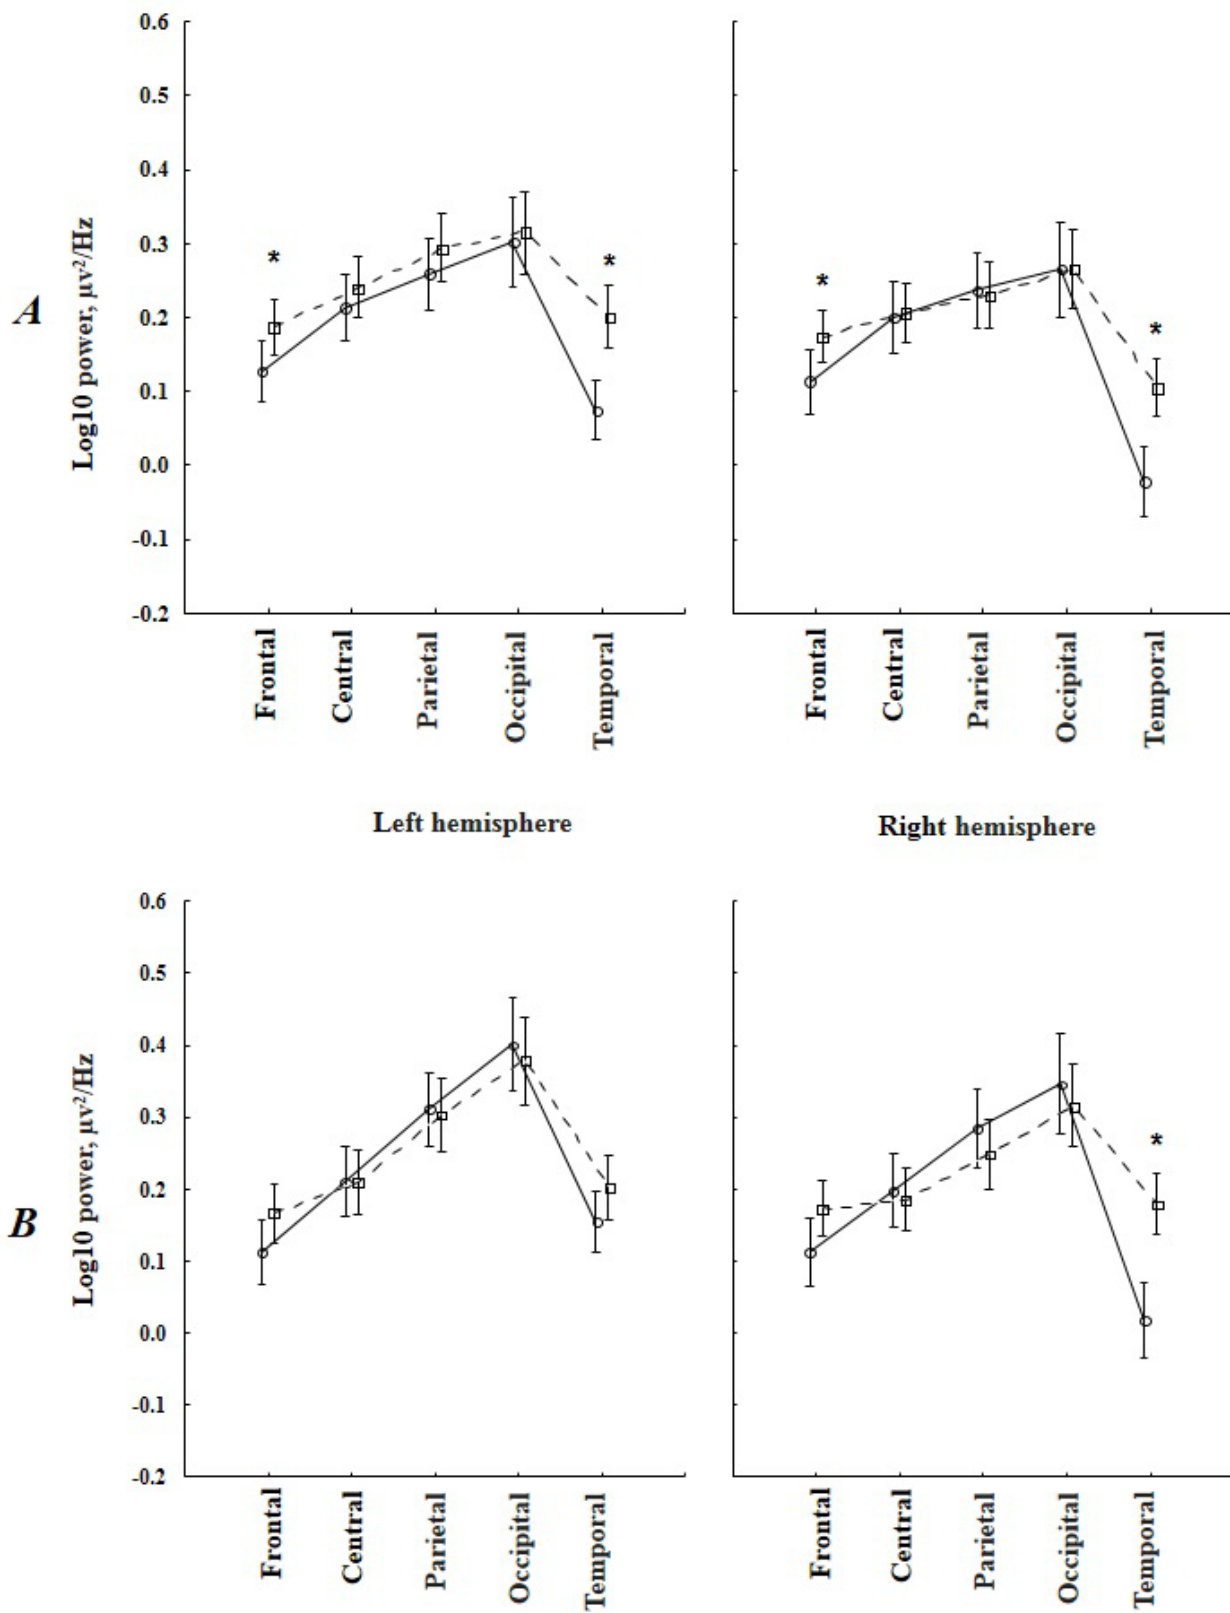 A
Log10 power, μv²/Hz
0.6
0.5
0.4
0.3
0.2
0.1
0.0
-0.1
-0.2
*
*
*
*
Frontal
Central
Parietal
Occipital
Temporal
Frontal
Central
Parietal
Occipital
Temporal
Left hemisphere
Right hemisphere
B
Log10 power, μv²/Hz
0.6
0.5
0.4
0.3
0.2
0.1
0.0
-0.1
-0.2
*
Frontal
Central
Parietal
Occipital
Temporal
Frontal
Central
Parietal
Occipital
Temporal